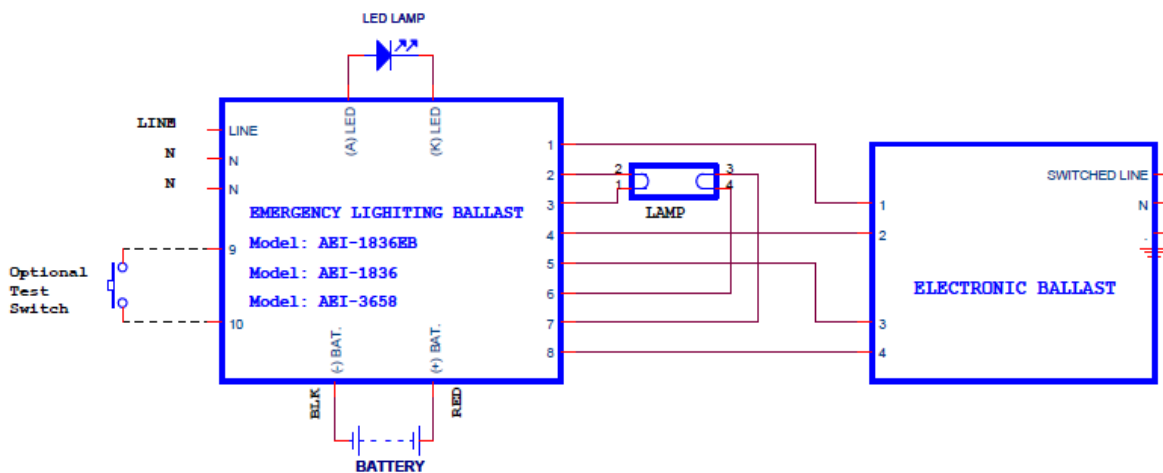 LED LAMP
LINE
LINE
(A) LED
(K) LED
N
N
N
N
1
2
3
4
5
6
7
8
2
1
3
4
LAMP
EMERGENCY LIGHITING BALLAST
Model: AEI-1836EB
Model: AEI-1836
Model: AEI-3658
9
10
Optional
Test
Switch
(-) BAT.
(+) BAT.
BLK
RED
BATTERY
SWITCHED LINE
N
1
2
3
4
ELECTRONIC BALLAST